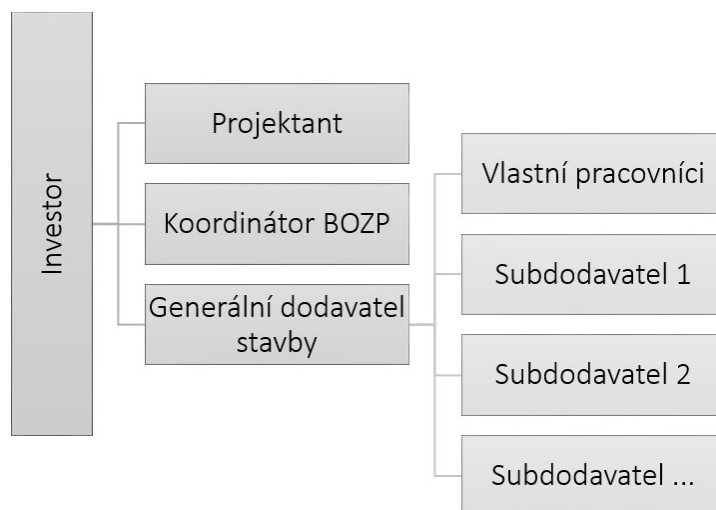 Investor
Projektant
Koordinátor BOZP
Generální dodavatel
stavby
Vlastní pracovníci
Subdodavatel 1
Subdodavatel 2
Subdodavatel ...